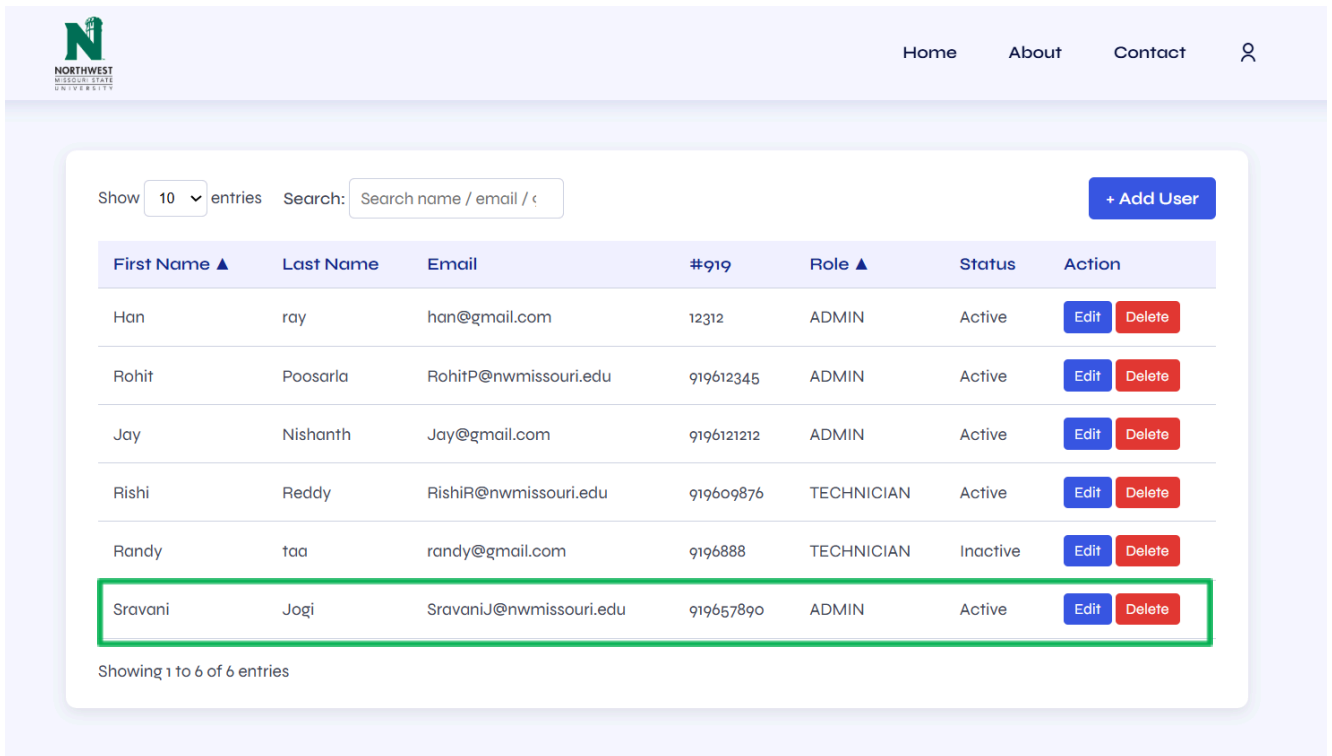 NORTHWEST
MISSOURI STATE
UNIVERSITY
Home About Contact
Show 10 entries Search: Search name / email / + Add User
First Name ▲ Last Name Email #919 Role ▲ Status Action
Han ray han@gmail.com 12312 ADMIN Active Edit Delete
Rohit Poosarla RohitP@nwmissouri.edu 919612345 ADMIN Active Edit Delete
Jay Nishanth Jay@gmail.com 9196121212 ADMIN Active Edit Delete
Rishi Reddy RishiR@nwmissouri.edu 919609876 TECHNICIAN Active Edit Delete
Randy taa randy@gmail.com 9196888 TECHNICIAN Inactive Edit Delete
Sravani Jogi SravaniJ@nwmissouri.edu 919657890 ADMIN Active Edit Delete
Showing 1 to 6 of 6 entries